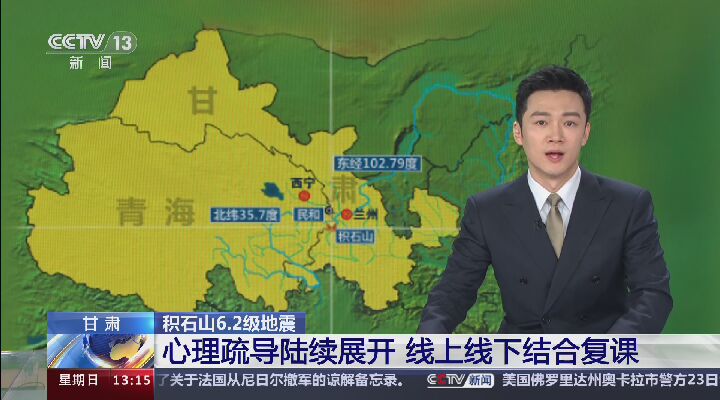 CCTV 13
新闻
甘
东经102.79度
西宁
肃
青海
北纬35.7度
民和
兰州
积石山
甘肃
积石山6.2级地震
心理疏导陆续展开 线上线下结合复课
星期日 13:15
了关于法国从尼日尔撤军的谅解备忘录。 CCTV 新闻 美国佛罗里达州奥卡拉市警方23日